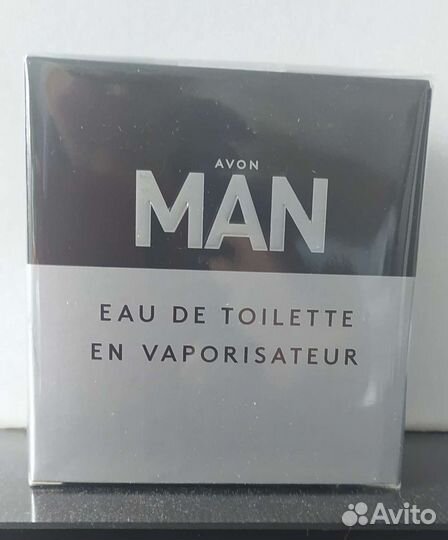 AVON
MAN
EAU DE TOILETTE
EN VAPORISATEUR
Avito